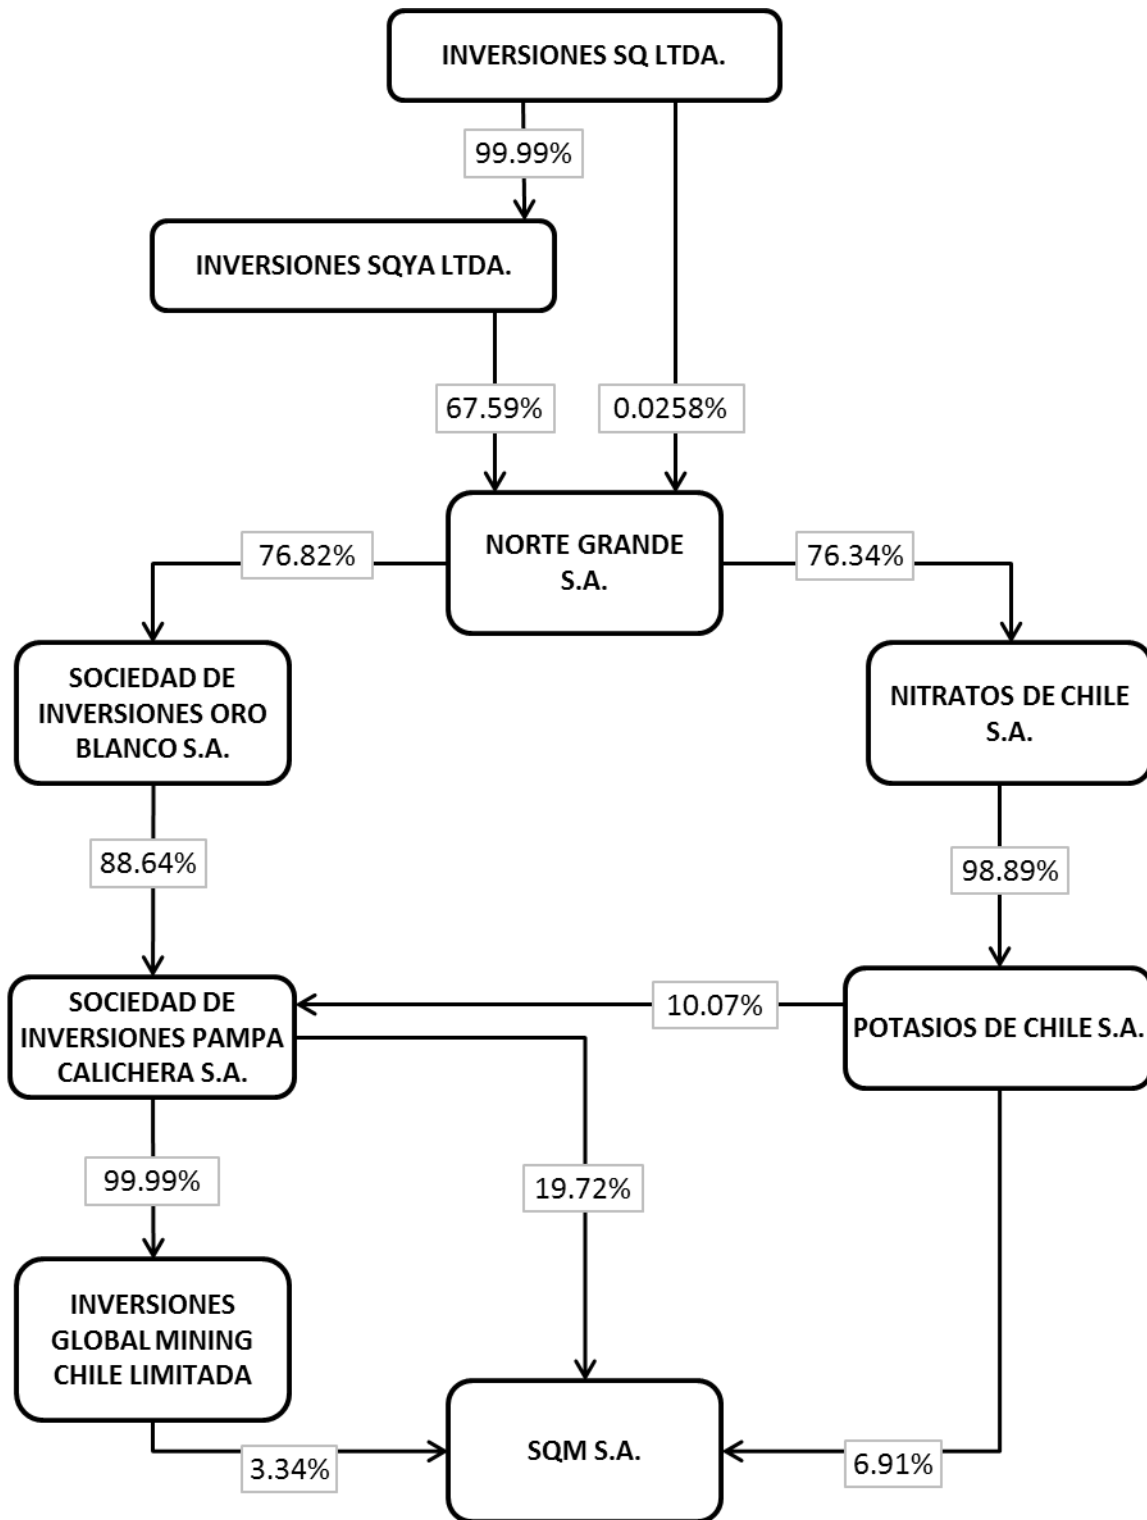 INVERSIONES SQ LTDA.
99.99%
INVERSIONES SQYA LTDA.
67.59%
0.0258%
NORTE GRANDE
S.A.
76.82%
76.34%
SOCIEDAD DE
INVERSIONES ORO
BLANCO S.A.
NITRATOS DE CHILE
S.A.
88.64%
98.89%
SOCIEDAD DE
INVERSIONES PAMPA
CALICHERA S.A.
10.07%
POTASIOS DE CHILE S.A.
99.99%
19.72%
INVERSIONES
GLOBAL MINING
CHILE LIMITADA
SQM S.A.
3.34%
6.91%